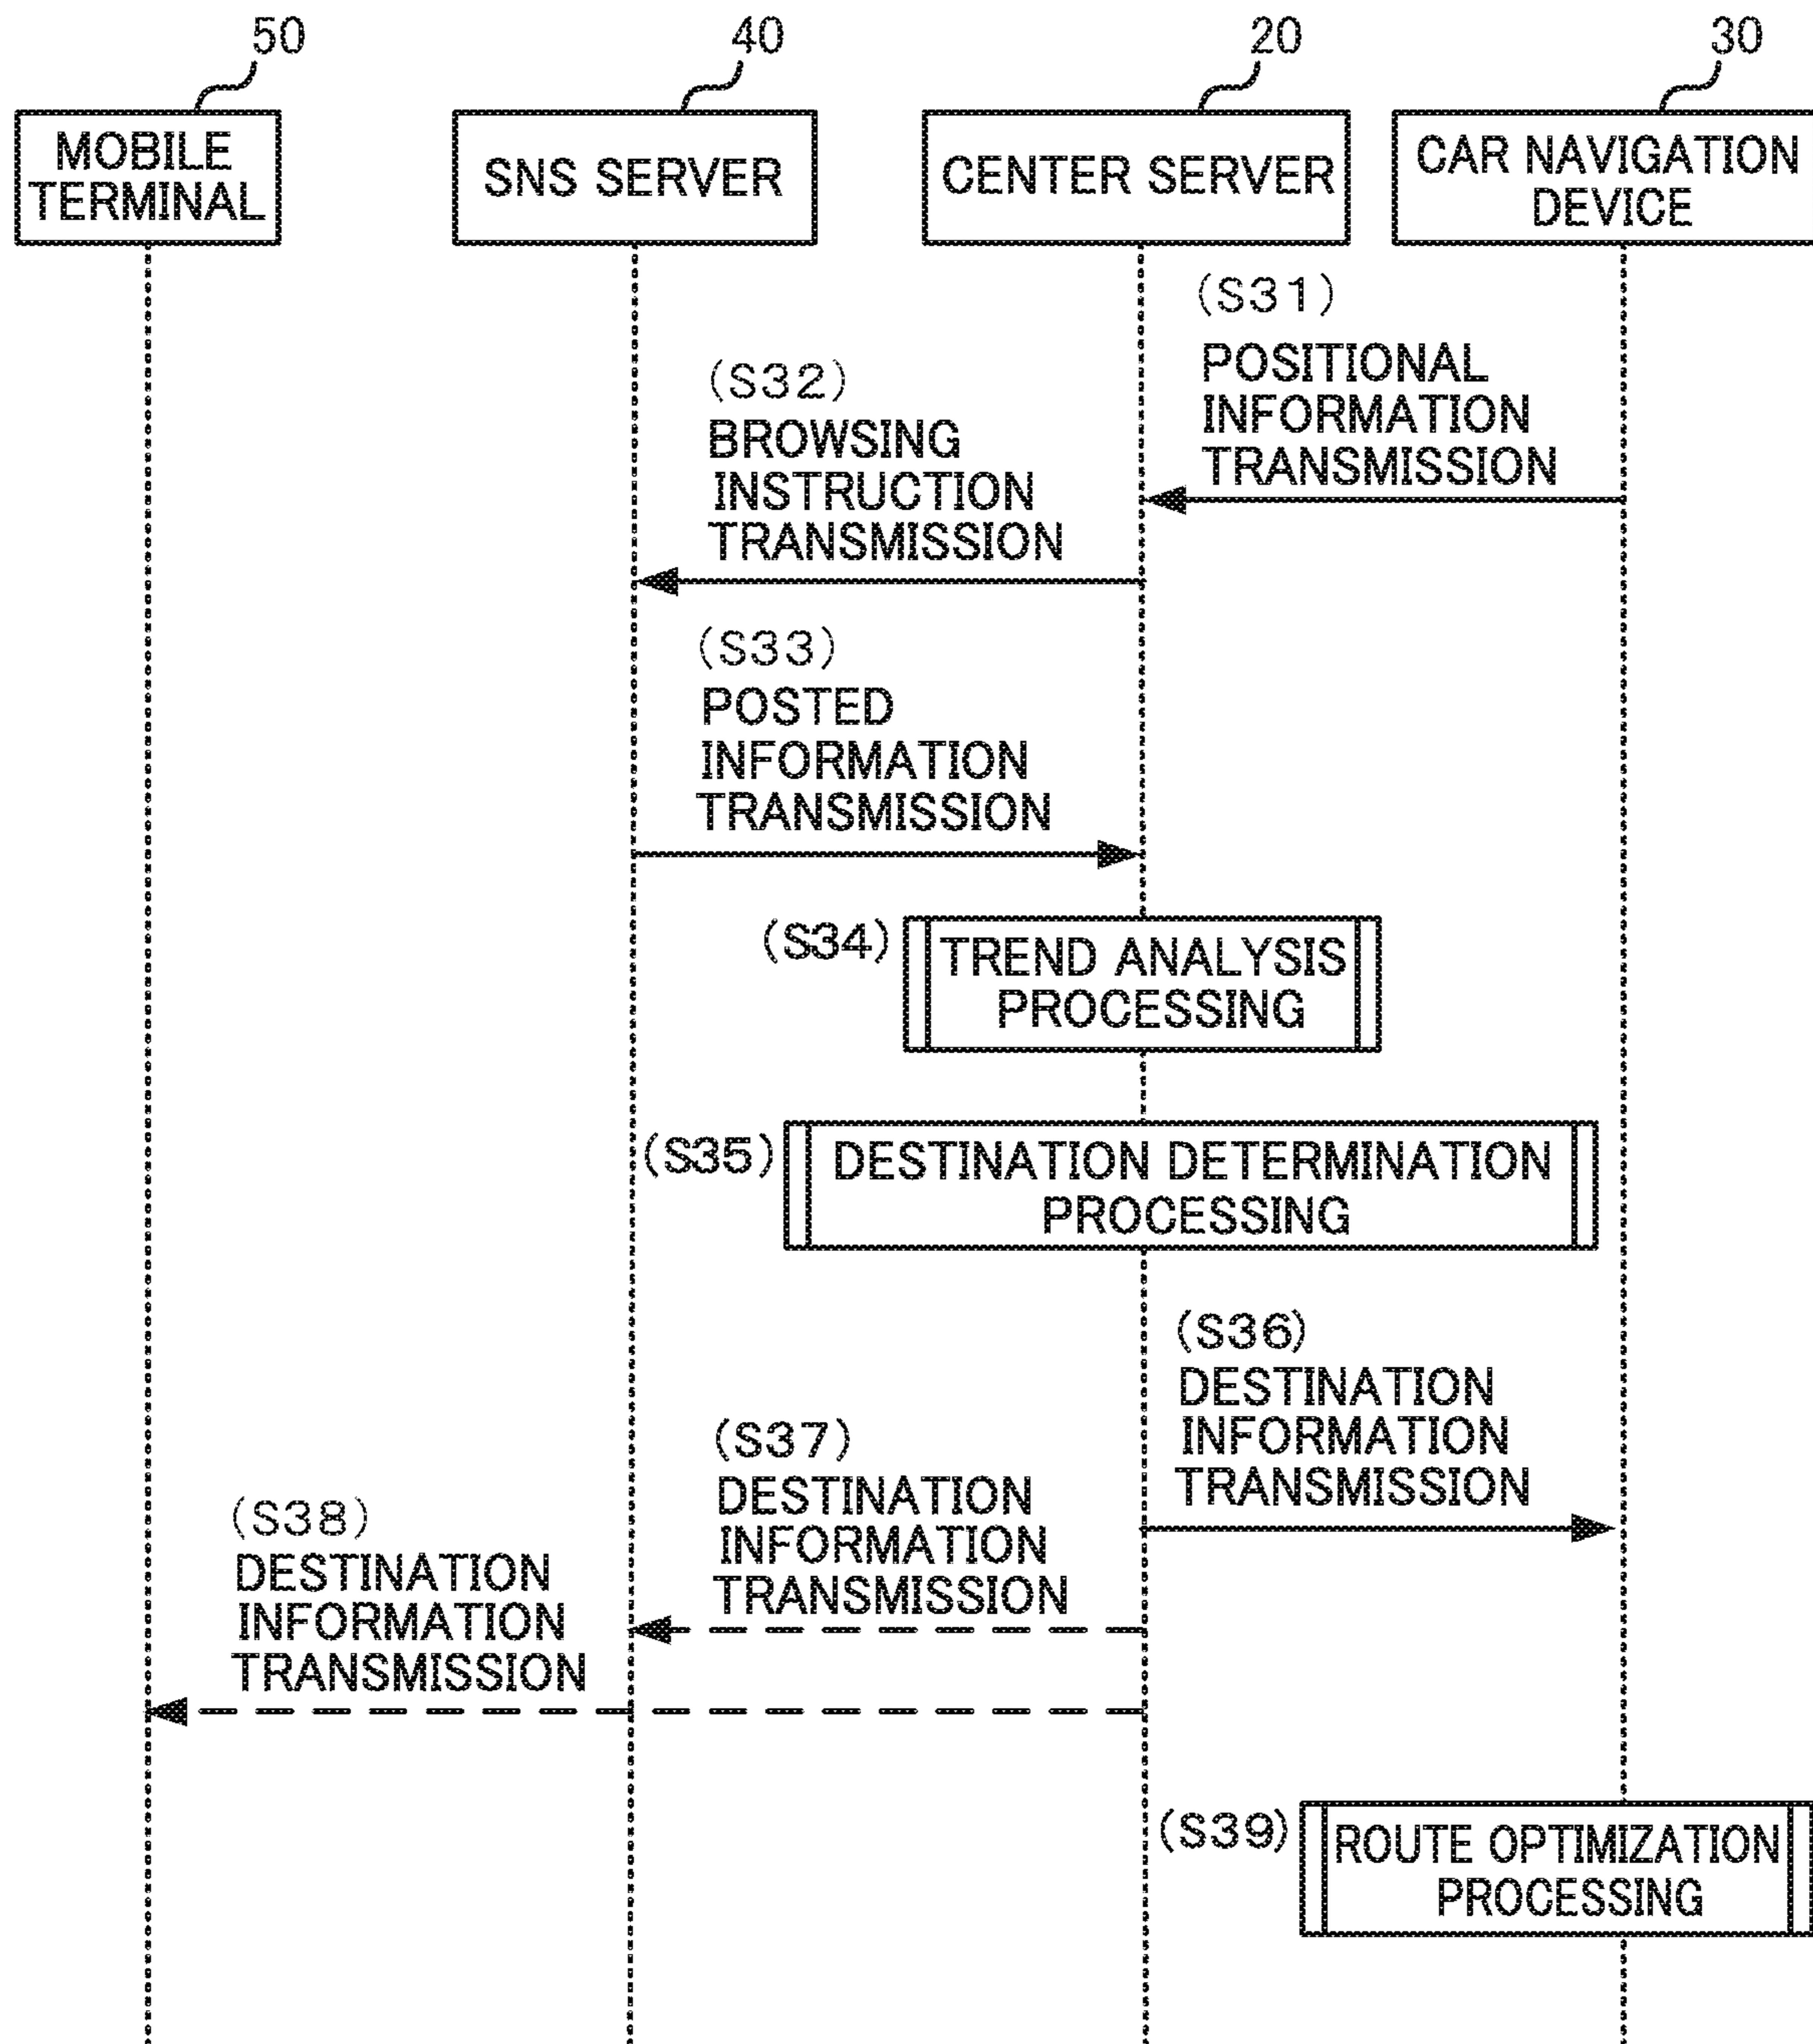 50
40
20
30
MOBILE
TERMINAL
SNS SERVER
CENTER SERVER
CAR NAVIGATION
DEVICE
(S31)
POSITIONAL
INFORMATION
TRANSMISSION
(S32)
BROWSING
INSTRUCTION
TRANSMISSION
(S33)
POSTED
INFORMATION
TRANSMISSION
(S34)
TREND ANALYSIS
PROCESSING
(S35)
DESTINATION DETERMINATION
PROCESSING
(S36)
DESTINATION
INFORMATION
TRANSMISSION
(S37)
DESTINATION
INFORMATION
TRANSMISSION
(S38)
DESTINATION
INFORMATION
TRANSMISSION
(S39)
ROUTE OPTIMIZATION
PROCESSING